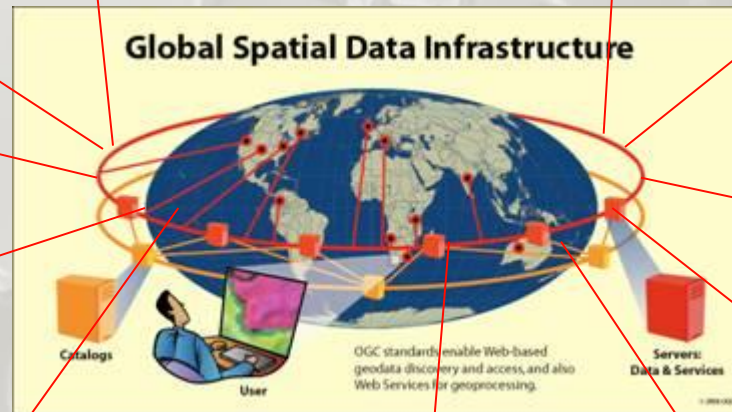 Global Spatial Data Infrastructure
Catalogs
User
OGC standards enable Web-based
geodata discovery and access, and also
Web Services for geoprocessing.
Servers:
Data & Services